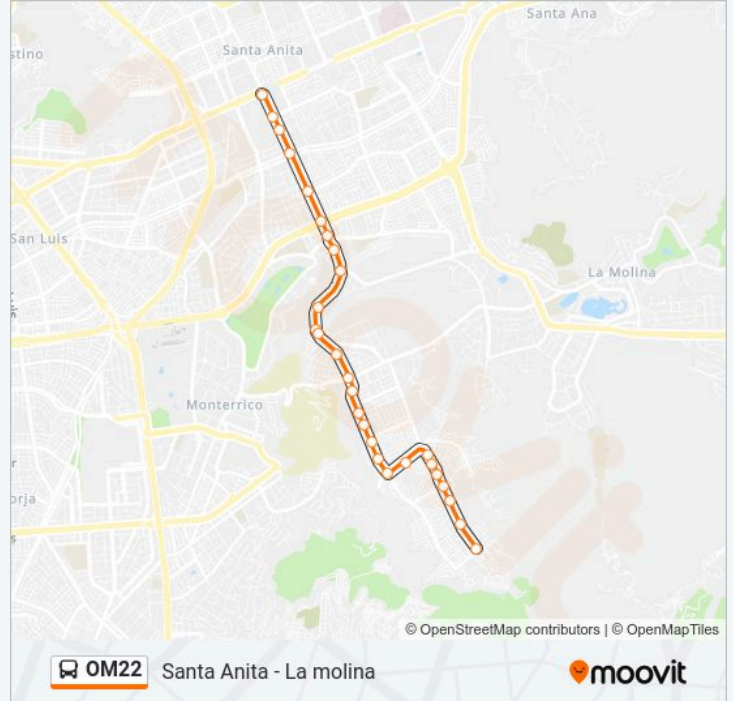 Santa Ana
stino
Santa Anita
San Luis
La Molina
Monterrico
r
orja
s
© OpenStreetMap contributors | © OpenMapTiles
OM22 Santa Anita - La molina
moovit